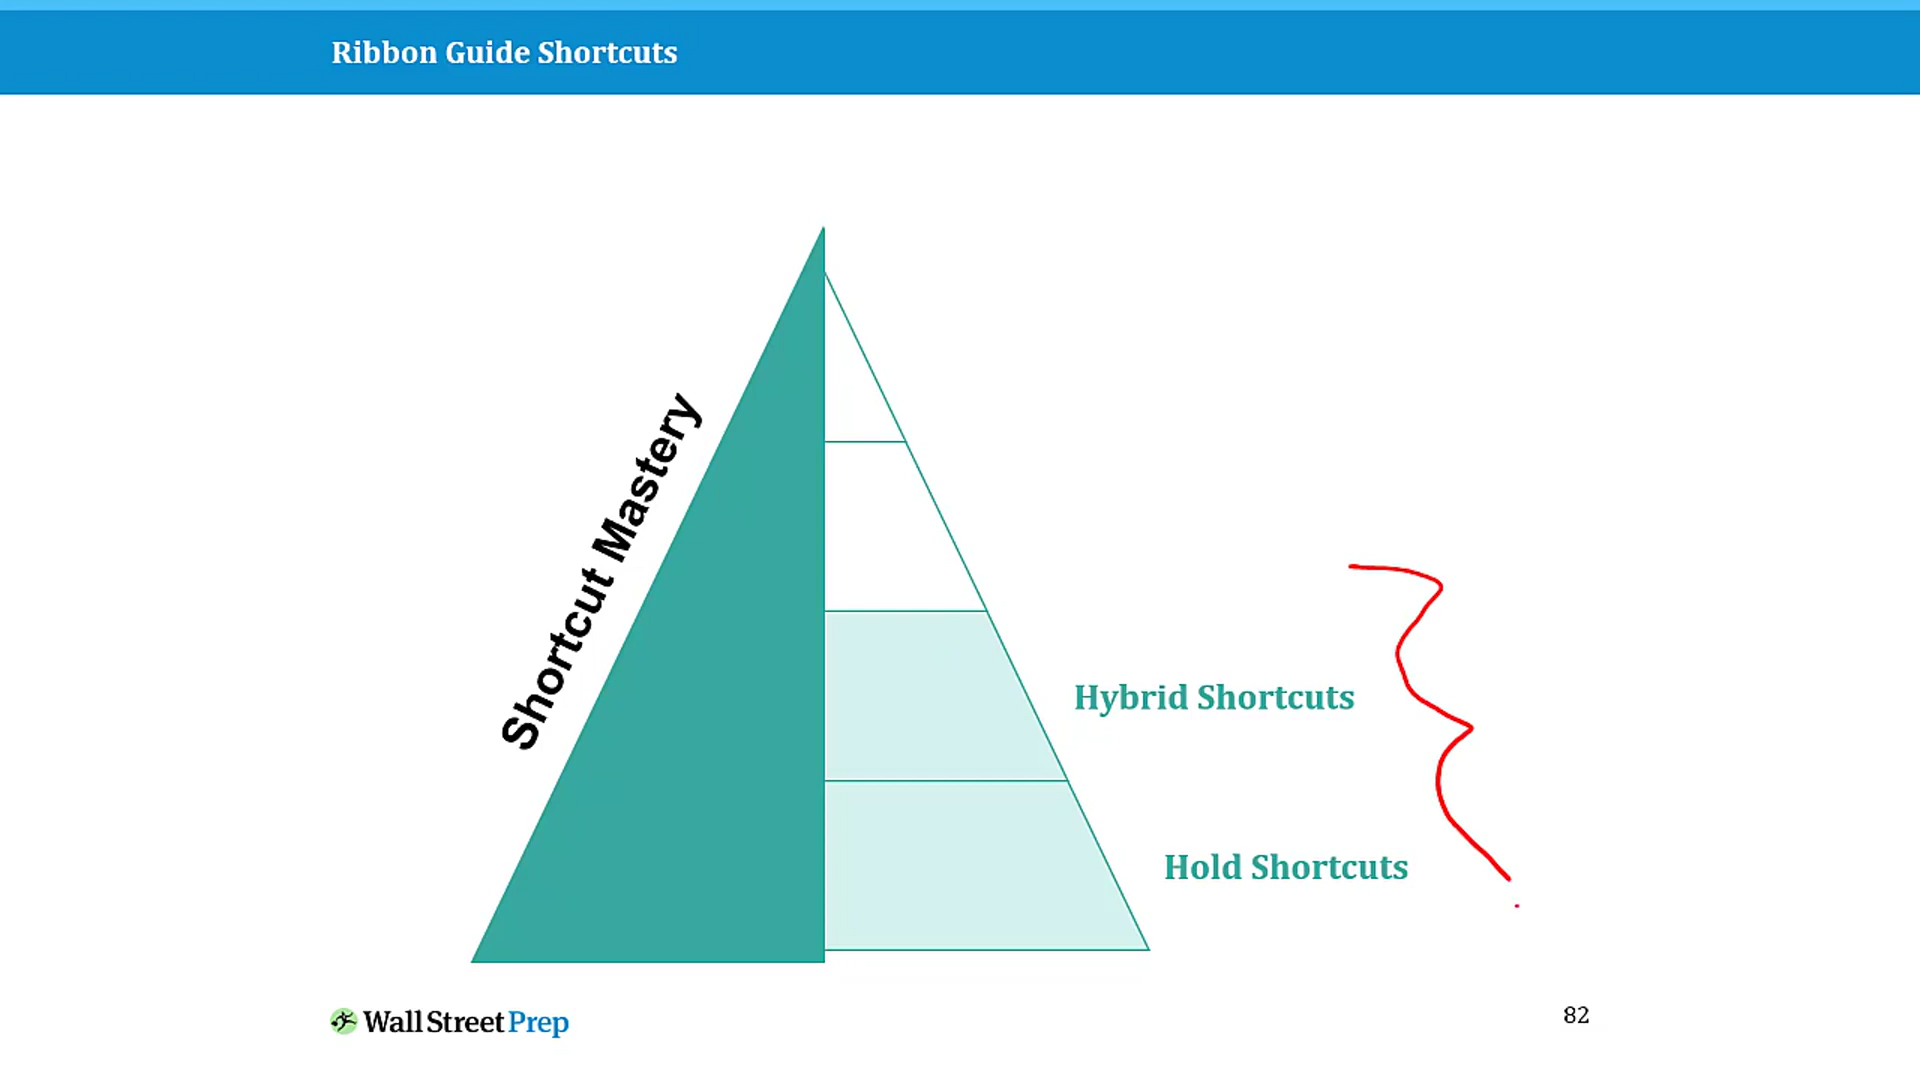 Ribbon Guide Shortcuts
Shortcut Mastery
Hybrid Shortcuts
Hold Shortcuts
Wall Street Prep
82